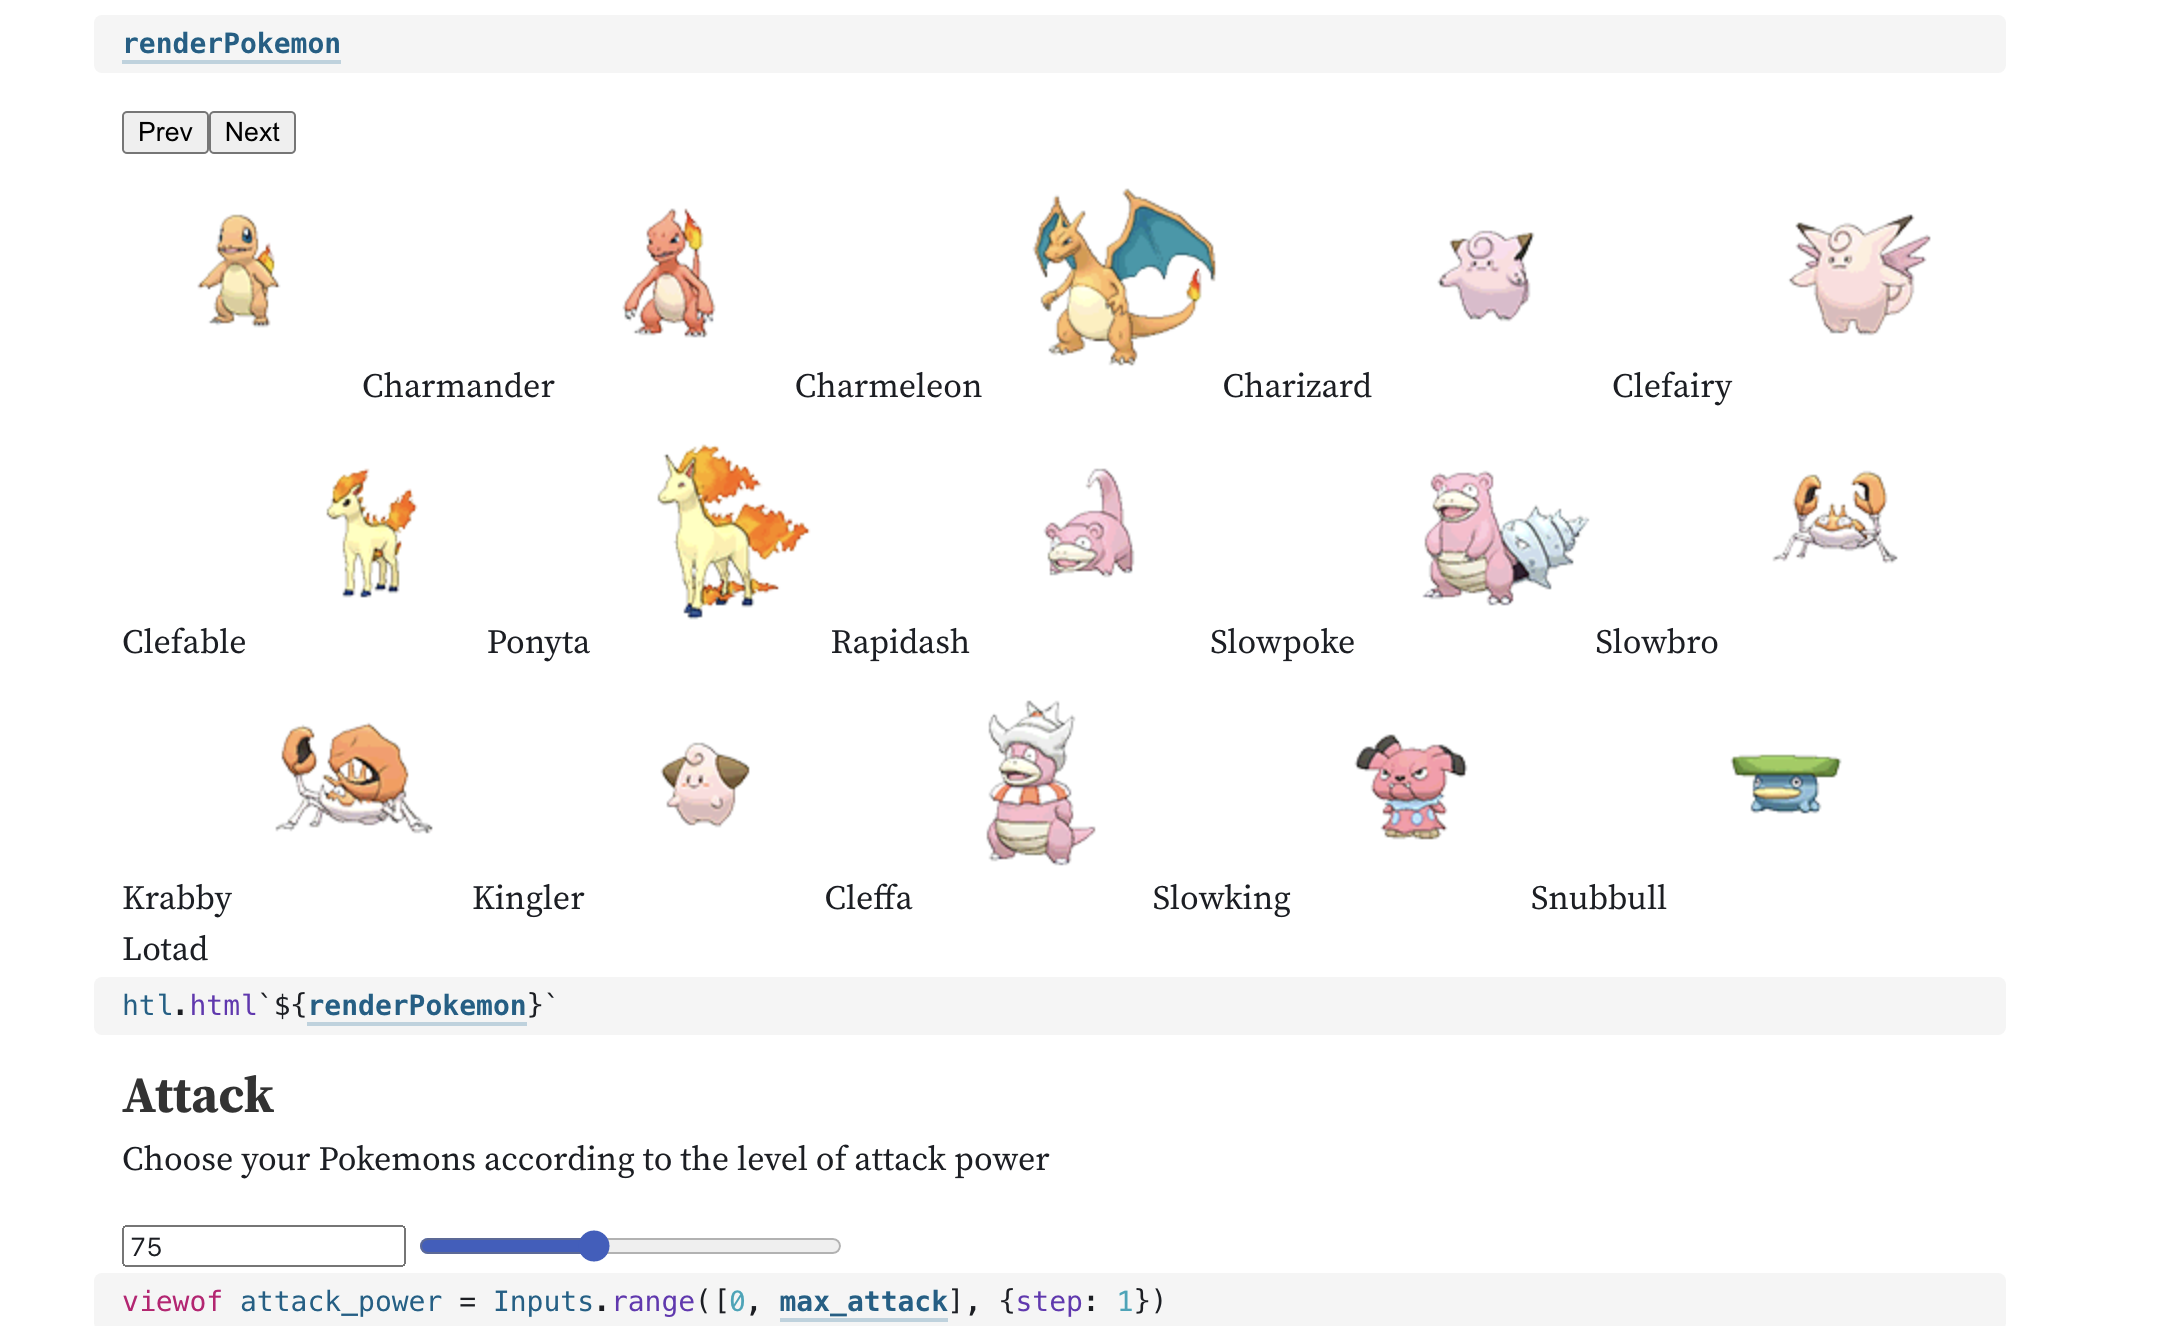 renderPokemon
Prev Next
Charmander Charmeleon Charizard Clefairy
Clefable Ponyta Rapidash Slowpoke Slowbro
Krabby Kingler Cleffa Slowking Snubbull
Lotad
htl.html`${renderPokemon}`
Attack
Choose your Pokemons according to the level of attack power
75
viewof attack_power = Inputs.range([0, max_attack], {step: 1})